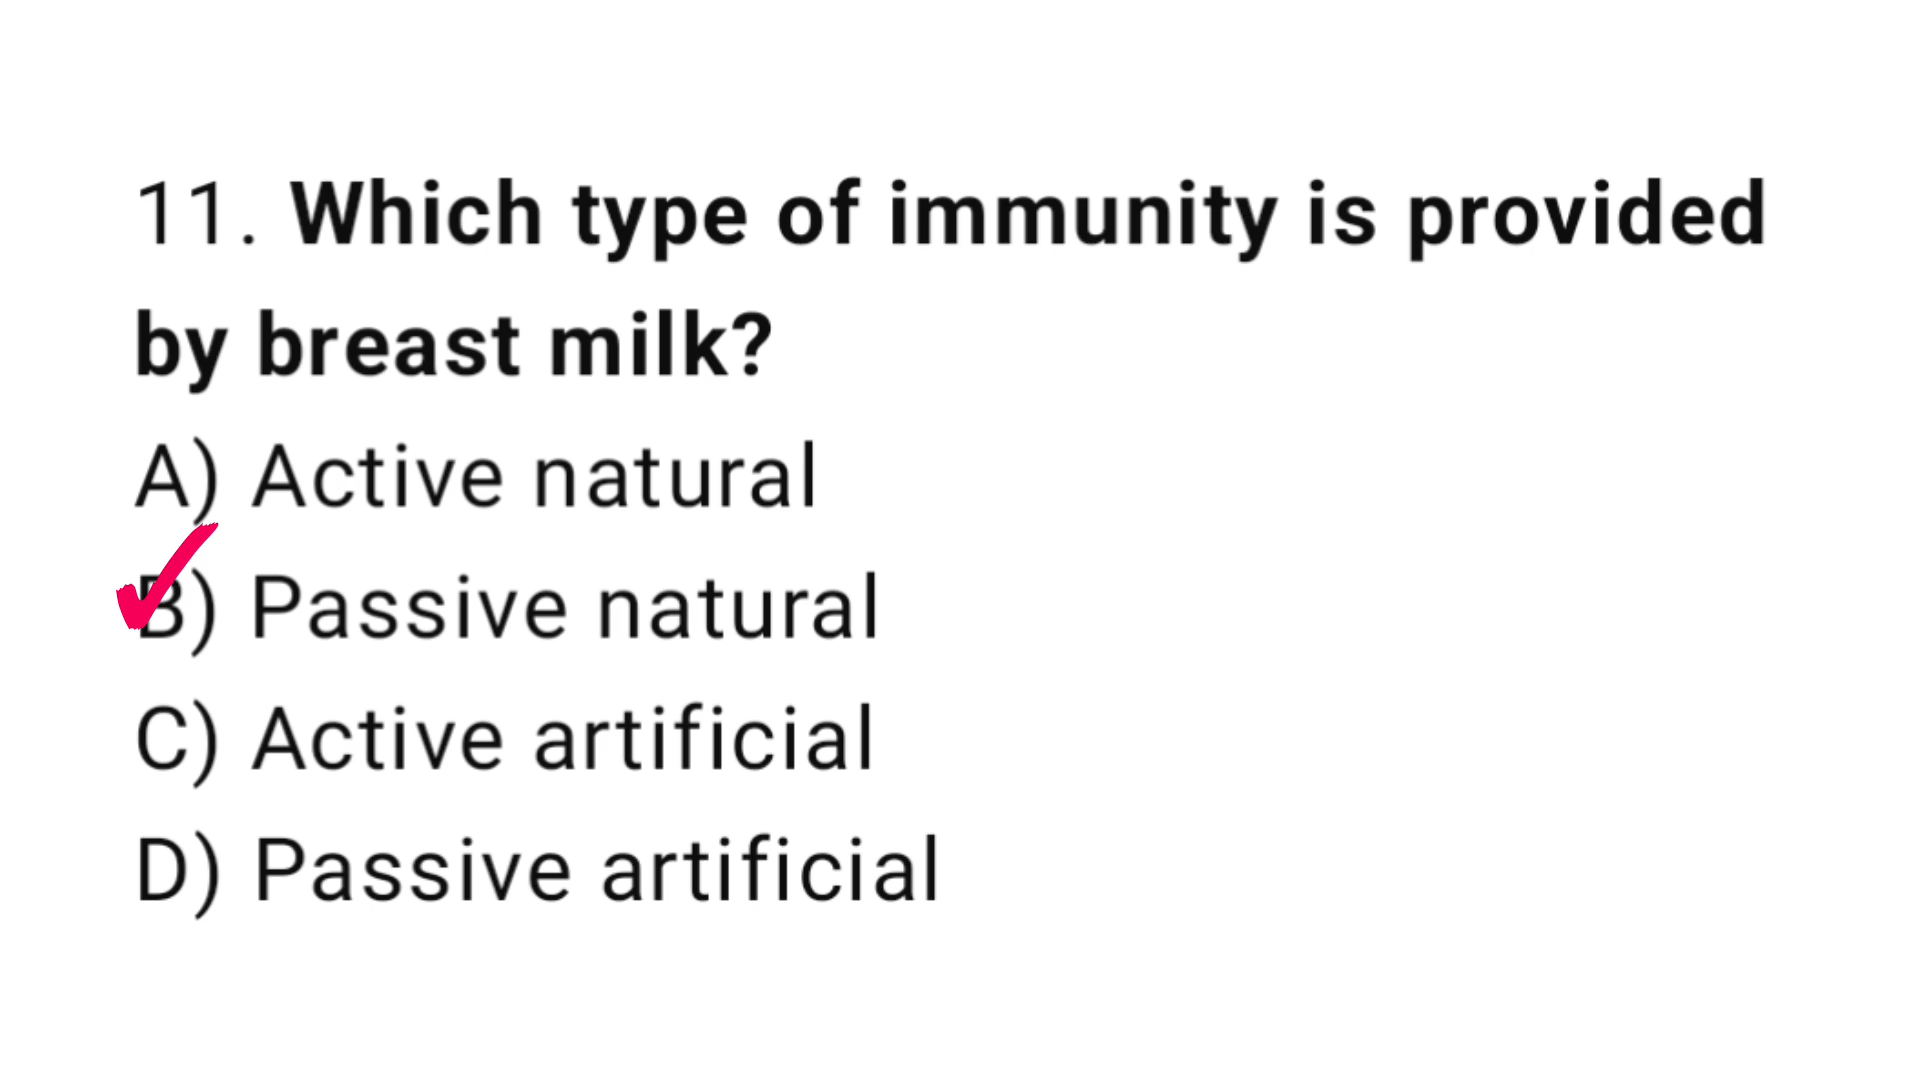 11. Which type of immunity is provided
by breast milk?
A) Active natural
B) Passive natural
C) Active artificial
D) Passive artificial